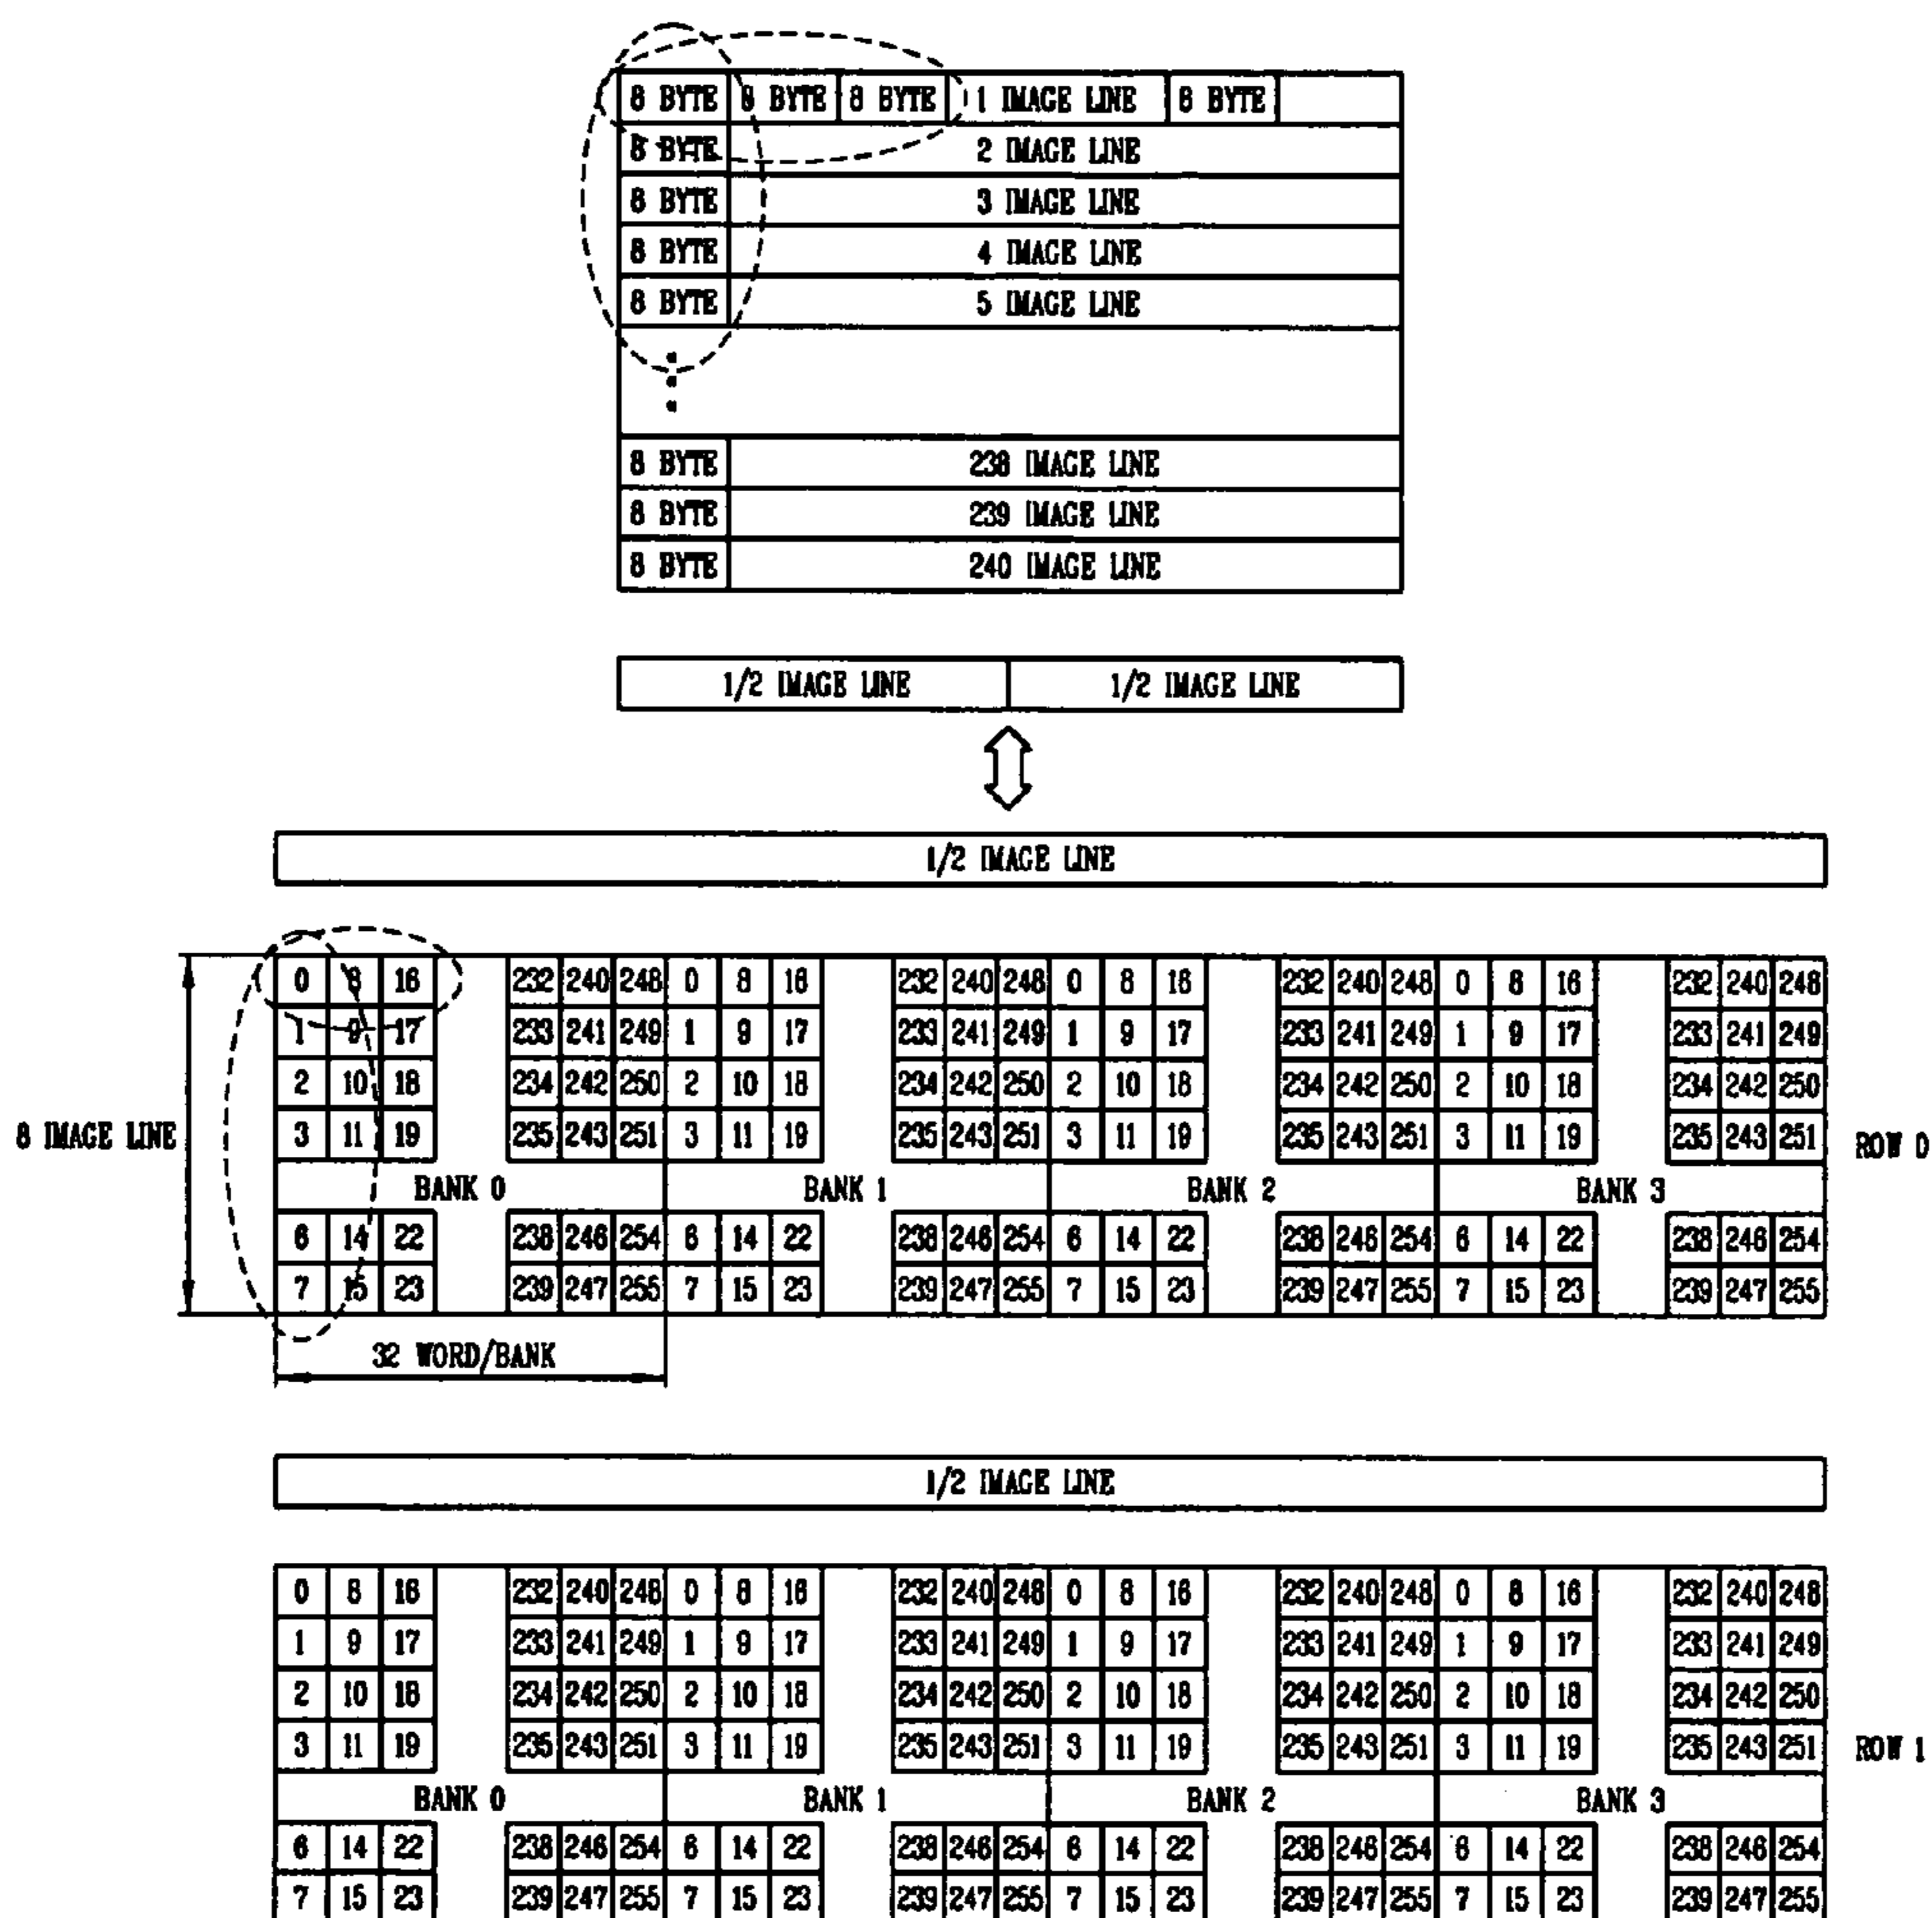 8 BYTE 8 BYTE 8 BYTE 1 IMAGE LINE 8 BYTE
8 BYTE 2 IMAGE LINE
8 BYTE 3 IMAGE LINE
8 BYTE 4 IMAGE LINE
8 BYTE 5 IMAGE LINE
8 BYTE 238 IMAGE LINE
8 BYTE 239 IMAGE LINE
8 BYTE 240 IMAGE LINE
1/2 IMAGE LINE 1/2 IMAGE LINE
1/2 IMAGE LINE
0 8 16 232 240 248 0 8 16 232 240 248 0 8 16 232 240 248 0 8 16 232 240 248
1 9 17 233 241 249 1 9 17 233 241 249 1 9 17 233 241 249 1 9 17 233 241 249
2 10 18 234 242 250 2 10 18 234 242 250 2 10 18 234 242 250 2 10 18 234 242 250
8 IMAGE LINE 3 11 19 235 243 251 3 11 19 235 243 251 3 11 19 235 243 251 3 11 19 235 243 251 ROW 0
BANK 0 BANK 1 BANK 2 BANK 3
6 14 22 238 246 254 6 14 22 238 246 254 6 14 22 238 246 254 6 14 22 238 246 254
7 15 23 239 247 255 7 15 23 239 247 255 7 15 23 239 247 255 7 15 23 239 247 255
32 WORD/BANK
1/2 IMAGE LINE
0 8 16 232 240 248 0 8 16 232 240 248 0 8 16 232 240 248 0 8 16 232 240 248
1 9 17 233 241 249 1 9 17 233 241 249 1 9 17 233 241 249 1 9 17 233 241 249
2 10 18 234 242 250 2 10 18 234 242 250 2 10 18 234 242 250 2 10 18 234 242 250
3 11 19 235 243 251 3 11 19 235 243 251 3 11 19 235 243 251 3 11 19 235 243 251 ROW 1
BANK 0 BANK 1 BANK 2 BANK 3
6 14 22 238 246 254 6 14 22 238 246 254 6 14 22 238 246 254 6 14 22 238 246 254
7 15 23 239 247 255 7 15 23 239 247 255 7 15 23 239 247 255 7 15 23 239 247 255